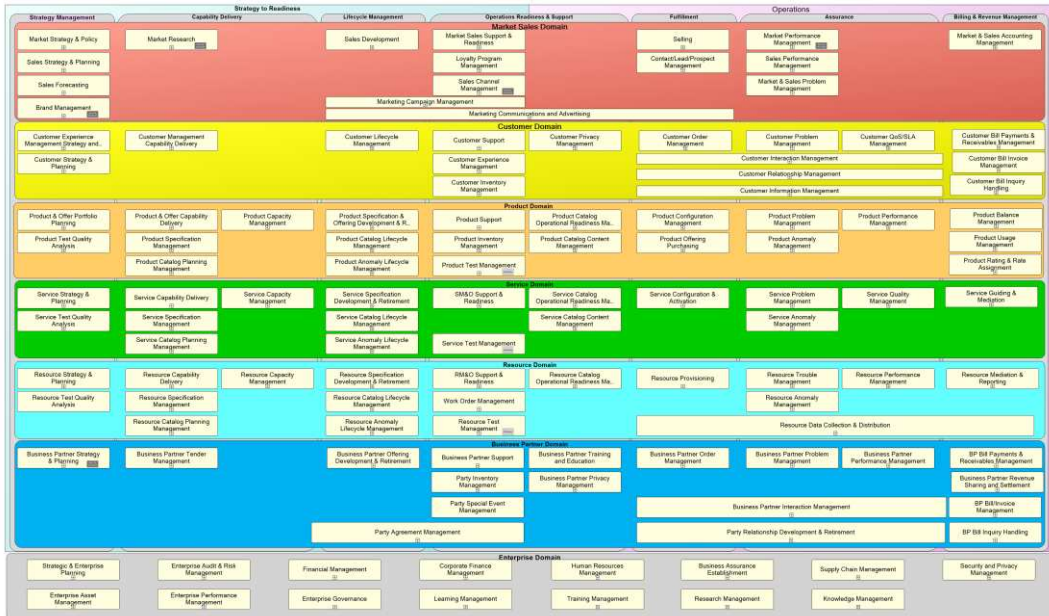 Strategy to Readiness
Operations
Strategy Management
Capability Delivery
Lifecycle Management
Operations Readiness & Support
Fulfillment
Assurance
Billing & Revenue Management
Market Sales Domain
Market Strategy & Policy
Market Research
Sales Development
Market Sales Support &
Readiness
Selling
Market Performance
Management
Market & Sales Accounting
Management
Sales Strategy & Planning
Loyalty Program
Management
Contact/Lead/Prospect
Management
Sales Performance
Management
Sales Forecasting
Sales Channel
Management
Market & Sales Problem
Management
Brand Management
Marketing Campaign Management
Marketing Communications and Advertising
Customer Domain
Customer Experience
Management Strategy and..
Customer Management
Capability Delivery
Customer Lifecycle
Management
Customer Support
Customer Privacy
Management
Customer Order
Management
Customer Problem
Management
Customer QoS/SLA
Management
Customer Bill Payments &
Receivables Management
Customer Strategy &
Planning
Customer Experience
Management
Customer Interaction Management
Customer Bill Invoice
Management
Customer Relationship Management
Customer Inventory
Management
Customer Information Management
Customer Bill Inquiry
Handling
Product Domain
Product & Offer Portfolio
Planning
Product & Offer Capability
Delivery
Product Capacity
Management
Product Specification &
Offering Development & R..
Product Support
Product Catalog
Operational Readiness Ma..
Product Configuration
Management
Product Problem
Management
Product Performance
Management
Product Balance
Management
Product Test Quality
Analysis
Product Specification
Management
Product Catalog Lifecycle
Management
Product Inventory
Management
Product Catalog Content
Management
Product Offering
Purchasing
Product Anomaly
Management
Product Usage
Management
Product Catalog Planning
Management
Product Anomaly Lifecycle
Management
Product Test Management
Product Rating & Rate
Assignment
Service Domain
Service Strategy &
Planning
Service Capability Delivery
Service Capacity
Management
Service Specification
Development & Retirement
SM&O Support &
Readiness
Service Catalog
Operational Readiness Ma..
Service Configuration &
Activation
Service Problem
Management
Service Quality
Management
Service Guiding &
Mediation
Service Test Quality
Analysis
Service Specification
Management
Service Catalog Lifecycle
Management
Service Catalog Content
Management
Service Anomaly
Management
Service Catalog Planning
Management
Service Anomaly Lifecycle
Management
Service Test Management
Resource Domain
Resource Strategy &
Planning
Resource Capability
Delivery
Resource Capacity
Management
Resource Specification
Development & Retirement
RM&O Support &
Readiness
Resource Catalog
Operational Readiness Ma..
Resource Provisioning
Resource Trouble
Management
Resource Performance
Management
Resource Mediation &
Reporting
Resource Test Quality
Analysis
Resource Specification
Management
Resource Catalog Lifecycle
Management
Work Order Management
Resource Anomaly
Management
Resource Catalog Planning
Management
Resource Anomaly
Lifecycle Management
Resource Test
Management
Resource Data Collection & Distribution
Business Partner Domain
Business Partner Strategy
& Planning
Business Partner Tender
Management
Business Partner Offering
Development & Retirement
Business Partner Support
Business Partner Training
and Education
Business Partner Order
Management
Business Partner Problem
Management
Business Partner
Performance Management
BP Bill Payments &
Receivables Management
Party Inventory
Management
Business Partner Privacy
Management
Business Partner Revenue
Sharing and Settlement
Party Special Event
Management
Business Partner Interaction Management
BP Bill/Invoice
Management
Party Agreement Management
Party Relationship Development & Retirement
BP Bill Inquiry Handling
Enterprise Domain
Strategic & Enterprise
Planning
Enterprise Audit & Risk
Management
Financial Management
Corporate Finance
Management
Human Resources
Management
Business Assurance
Establishment
Supply Chain Management
Security and Privacy
Management
Enterprise Asset
Management
Enterprise Performance
Management
Enterprise Governance
Learning Management
Training Management
Research Management
Knowledge Management